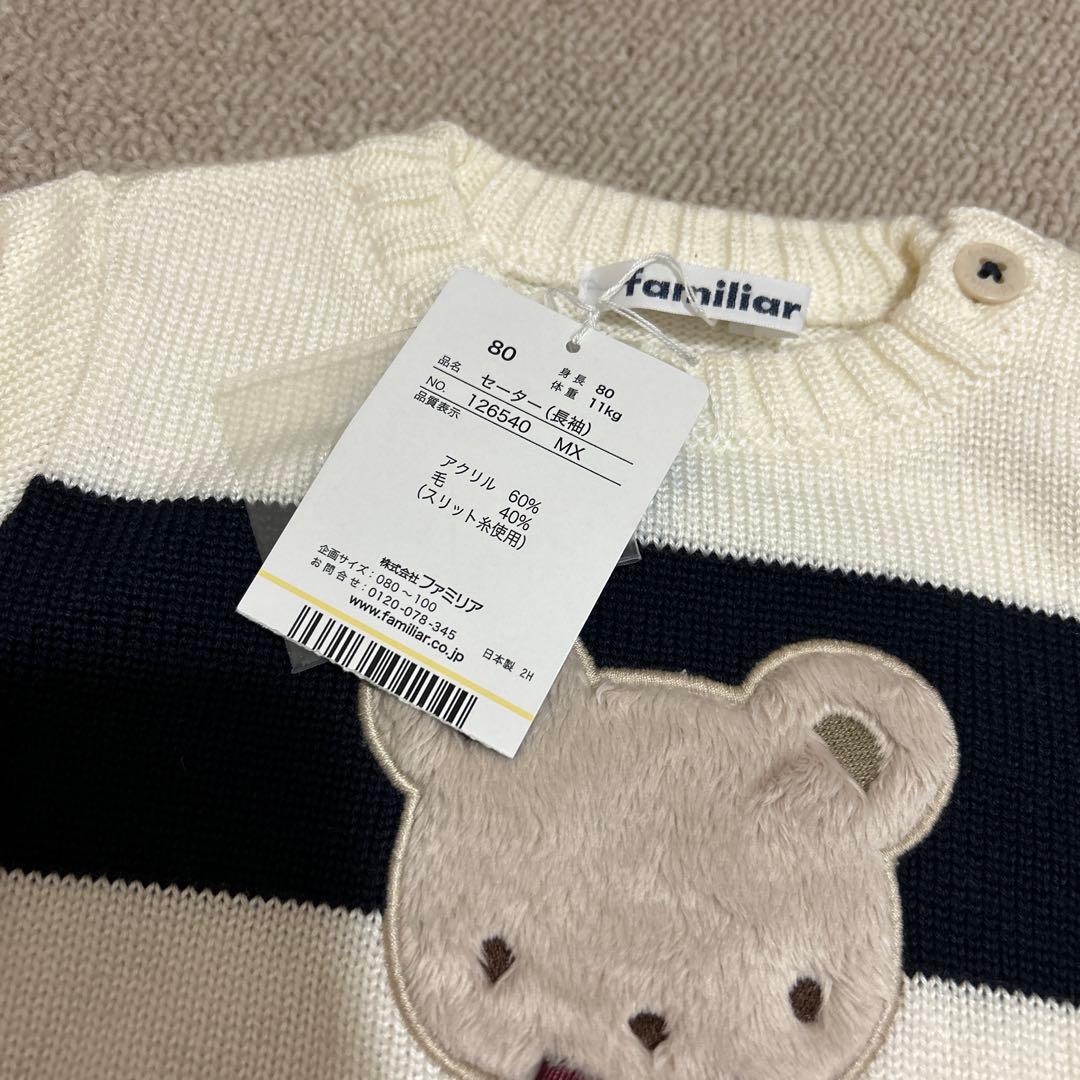 familiar
80
身長 80
体重 11kg
品名 セーター(長袖)
NO. 126540 MX
品質表示
アクリル 60%
毛 40%
(スリット糸使用)
株式会社ファミリア
企画サイズ:080～100
お問合せ:0120-078-345
www.familiar.co.jp
日本製 2H